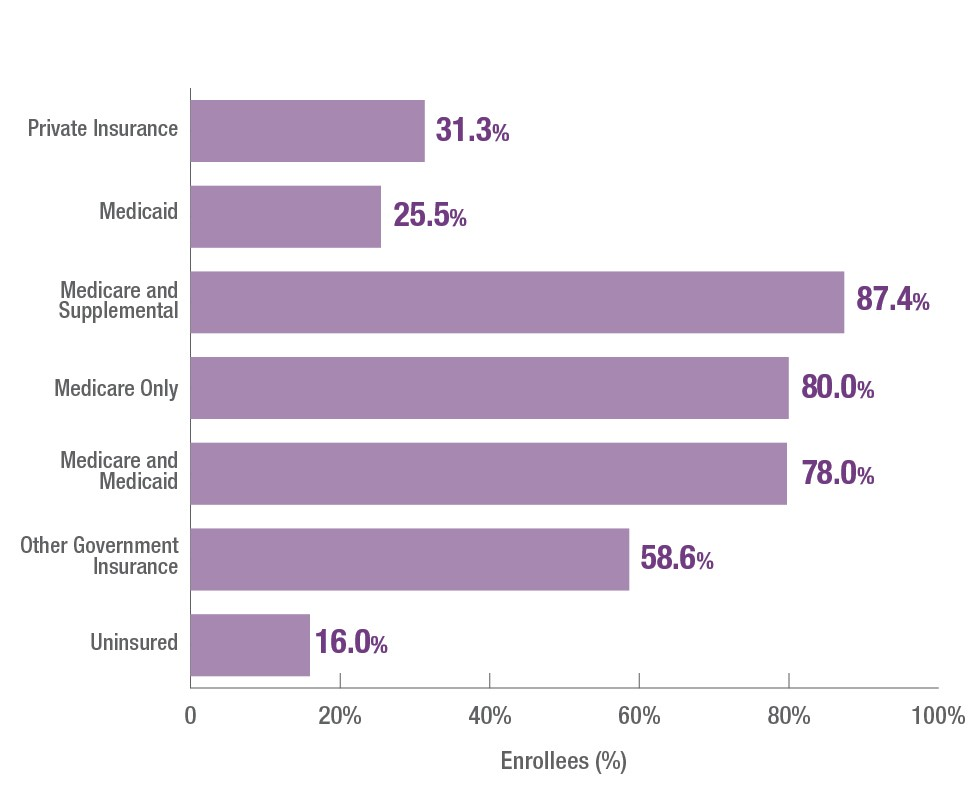 Private Insurance
31.3%
Medicaid
25.5%
Medicare and
Supplemental
87.4%
Medicare Only
80.0%
Medicare and
Medicaid
78.0%
Other Government
Insurance
58.6%
Uninsured
16.0%
0 20% 40% 60% 80% 100%
Enrollees (%)